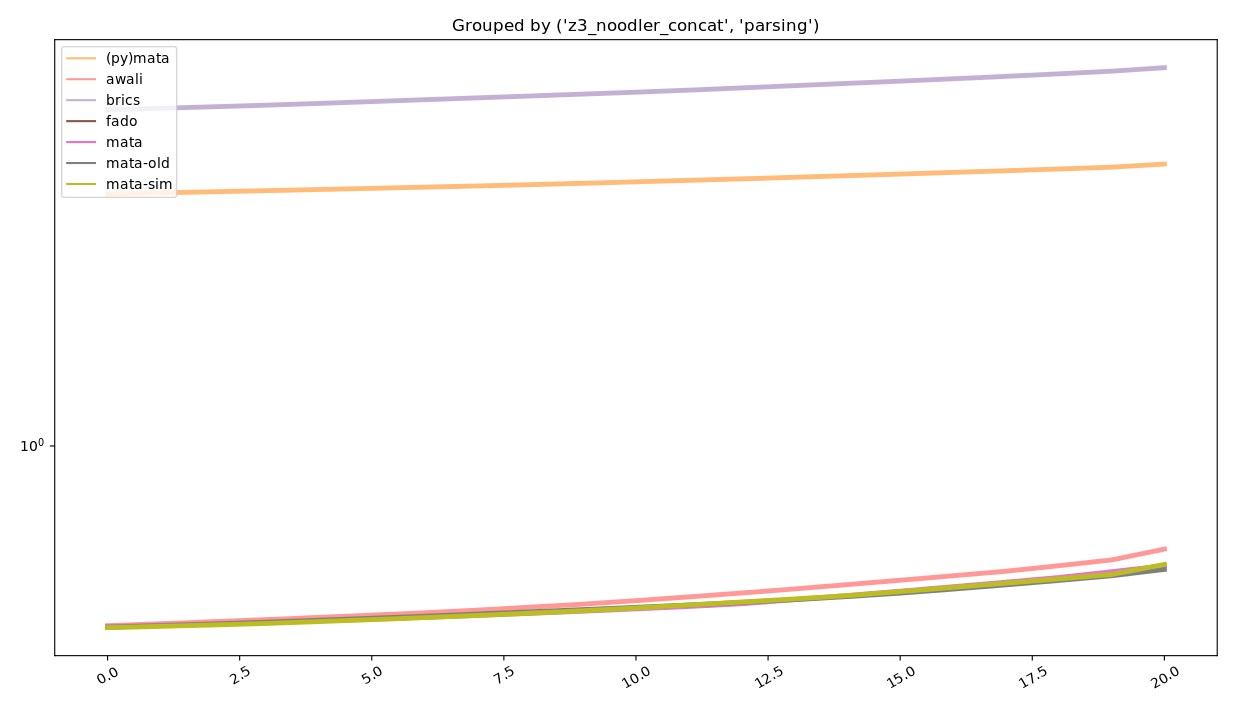 Grouped by ('z3_noodler_concat', 'parsing')
(py)mata
awali
brics
fado
mata
mata-old
mata-sim
10⁰
0.0 2.5 5.0 7.5 10.0 12.5 15.0 17.5 20.0